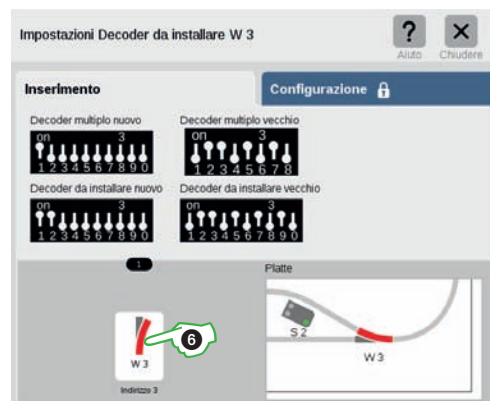 Impostazioni Decoder da installare W 3
?
Aiuto
Chiudere
Inserimento
Configurazione
Decoder multiplo nuovo
Decoder multiplo vecchio
on 3
1 2 3 4 5 6 7 8 9 0
on 3
1 2 3 4 5 6 7 8
Decoder da installare nuovo
Decoder da installare vecchio
on 3
1 2 3 4 5 6 7 8 9 0
on 3
1 2 3 4 5 6 7 8 9 0
1
Platte
S 2
W 3
6
W 3
Indirizzo 3